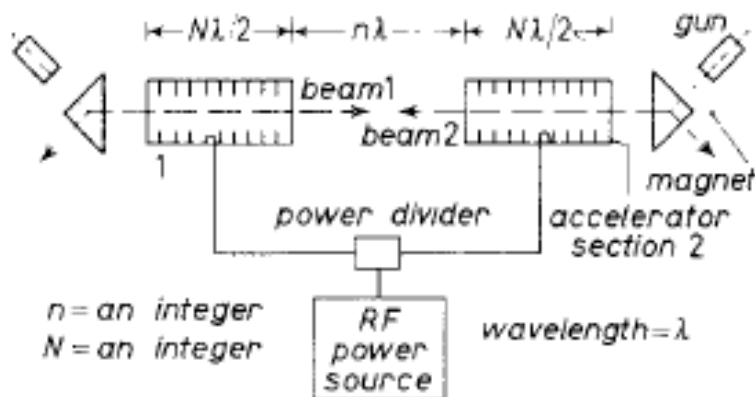 Nλ/2 nλ Nλ/2
gun
beam1
beam2
1
magnet
power divider
accelerator
section 2
n = an integer
N = an integer
RF
power
source
wavelength = λ